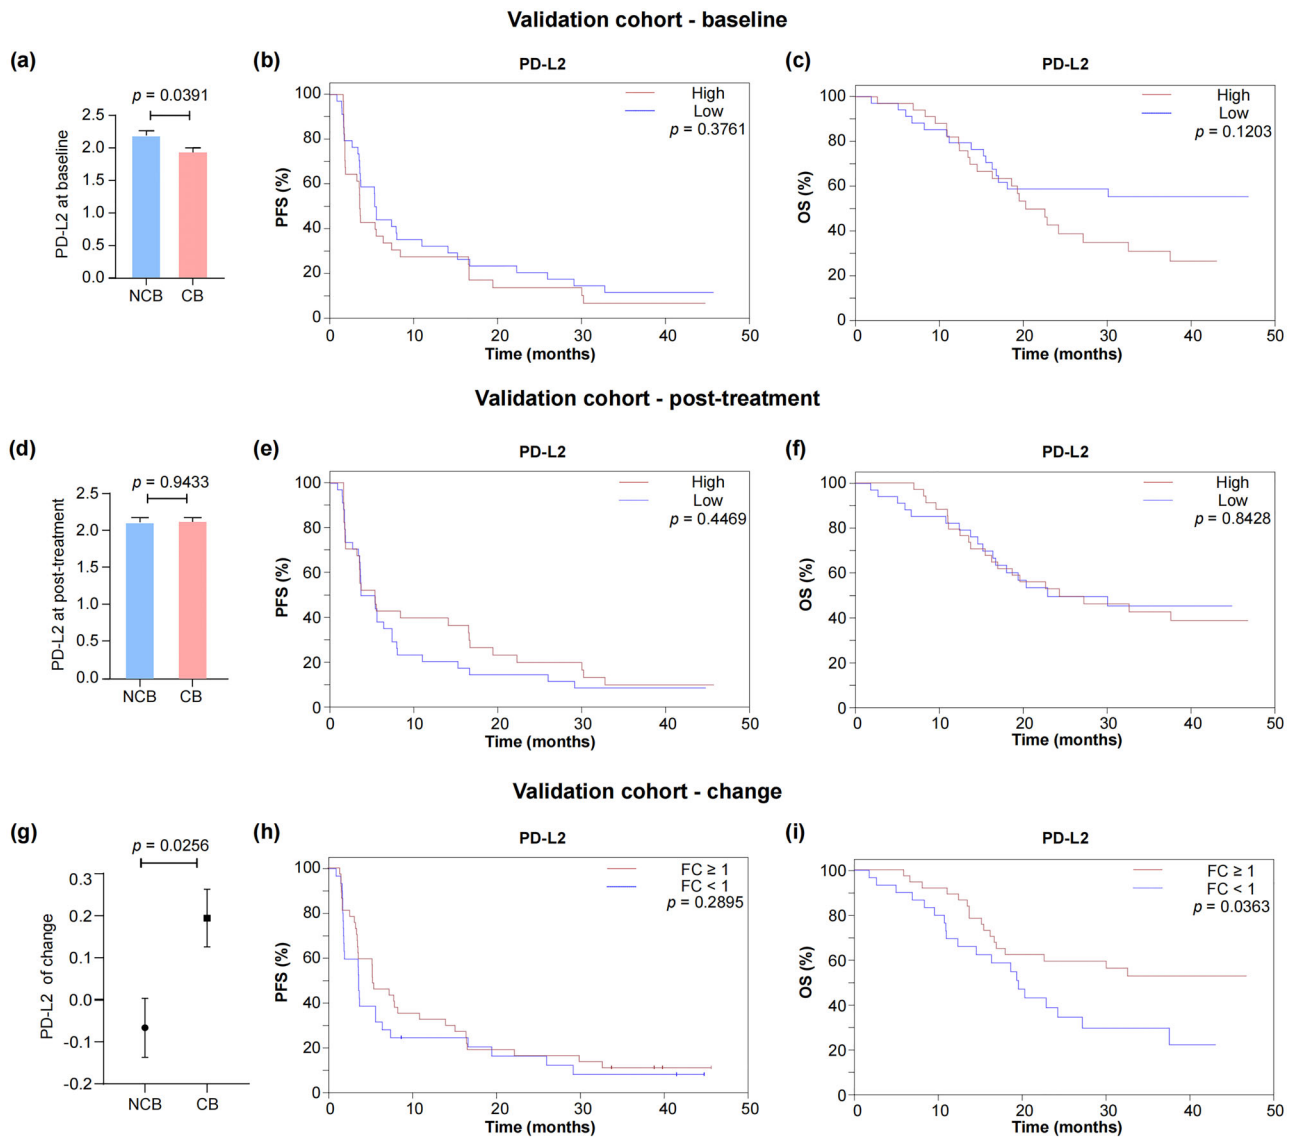 Validation cohort - baseline
(a)
p = 0.0391
PD-L2 at baseline
2.5
2.0
1.5
1.0
0.5
0.0
NCB CB
(b)
PD-L2
High
Low
p = 0.3761
PFS (%)
100
80
60
40
20
0
0 10 20 30 40 50
Time (months)
(c)
PD-L2
High
Low
p = 0.1203
OS (%)
100
80
60
40
20
0
0 10 20 30 40 50
Time (months)
Validation cohort - post-treatment
(d)
p = 0.9433
PD-L2 at post-treatment
2.5
2.0
1.5
1.0
0.5
0.0
NCB CB
(e)
PD-L2
High
Low
p = 0.4469
PFS (%)
100
80
60
40
20
0
0 10 20 30 40 50
Time (months)
(f)
PD-L2
High
Low
p = 0.8428
OS (%)
100
80
60
40
20
0
0 10 20 30 40 50
Time (months)
Validation cohort - change
(g)
p = 0.0256
PD-L2 of change
0.3
0.2
0.1
0.0
-0.1
-0.2
NCB CB
(h)
PD-L2
FC ≥ 1
FC < 1
p = 0.2895
PFS (%)
100
80
60
40
20
0
0 10 20 30 40 50
Time (months)
(i)
PD-L2
FC ≥ 1
FC < 1
p = 0.0363
OS (%)
100
80
60
40
20
0
0 10 20 30 40 50
Time (months)